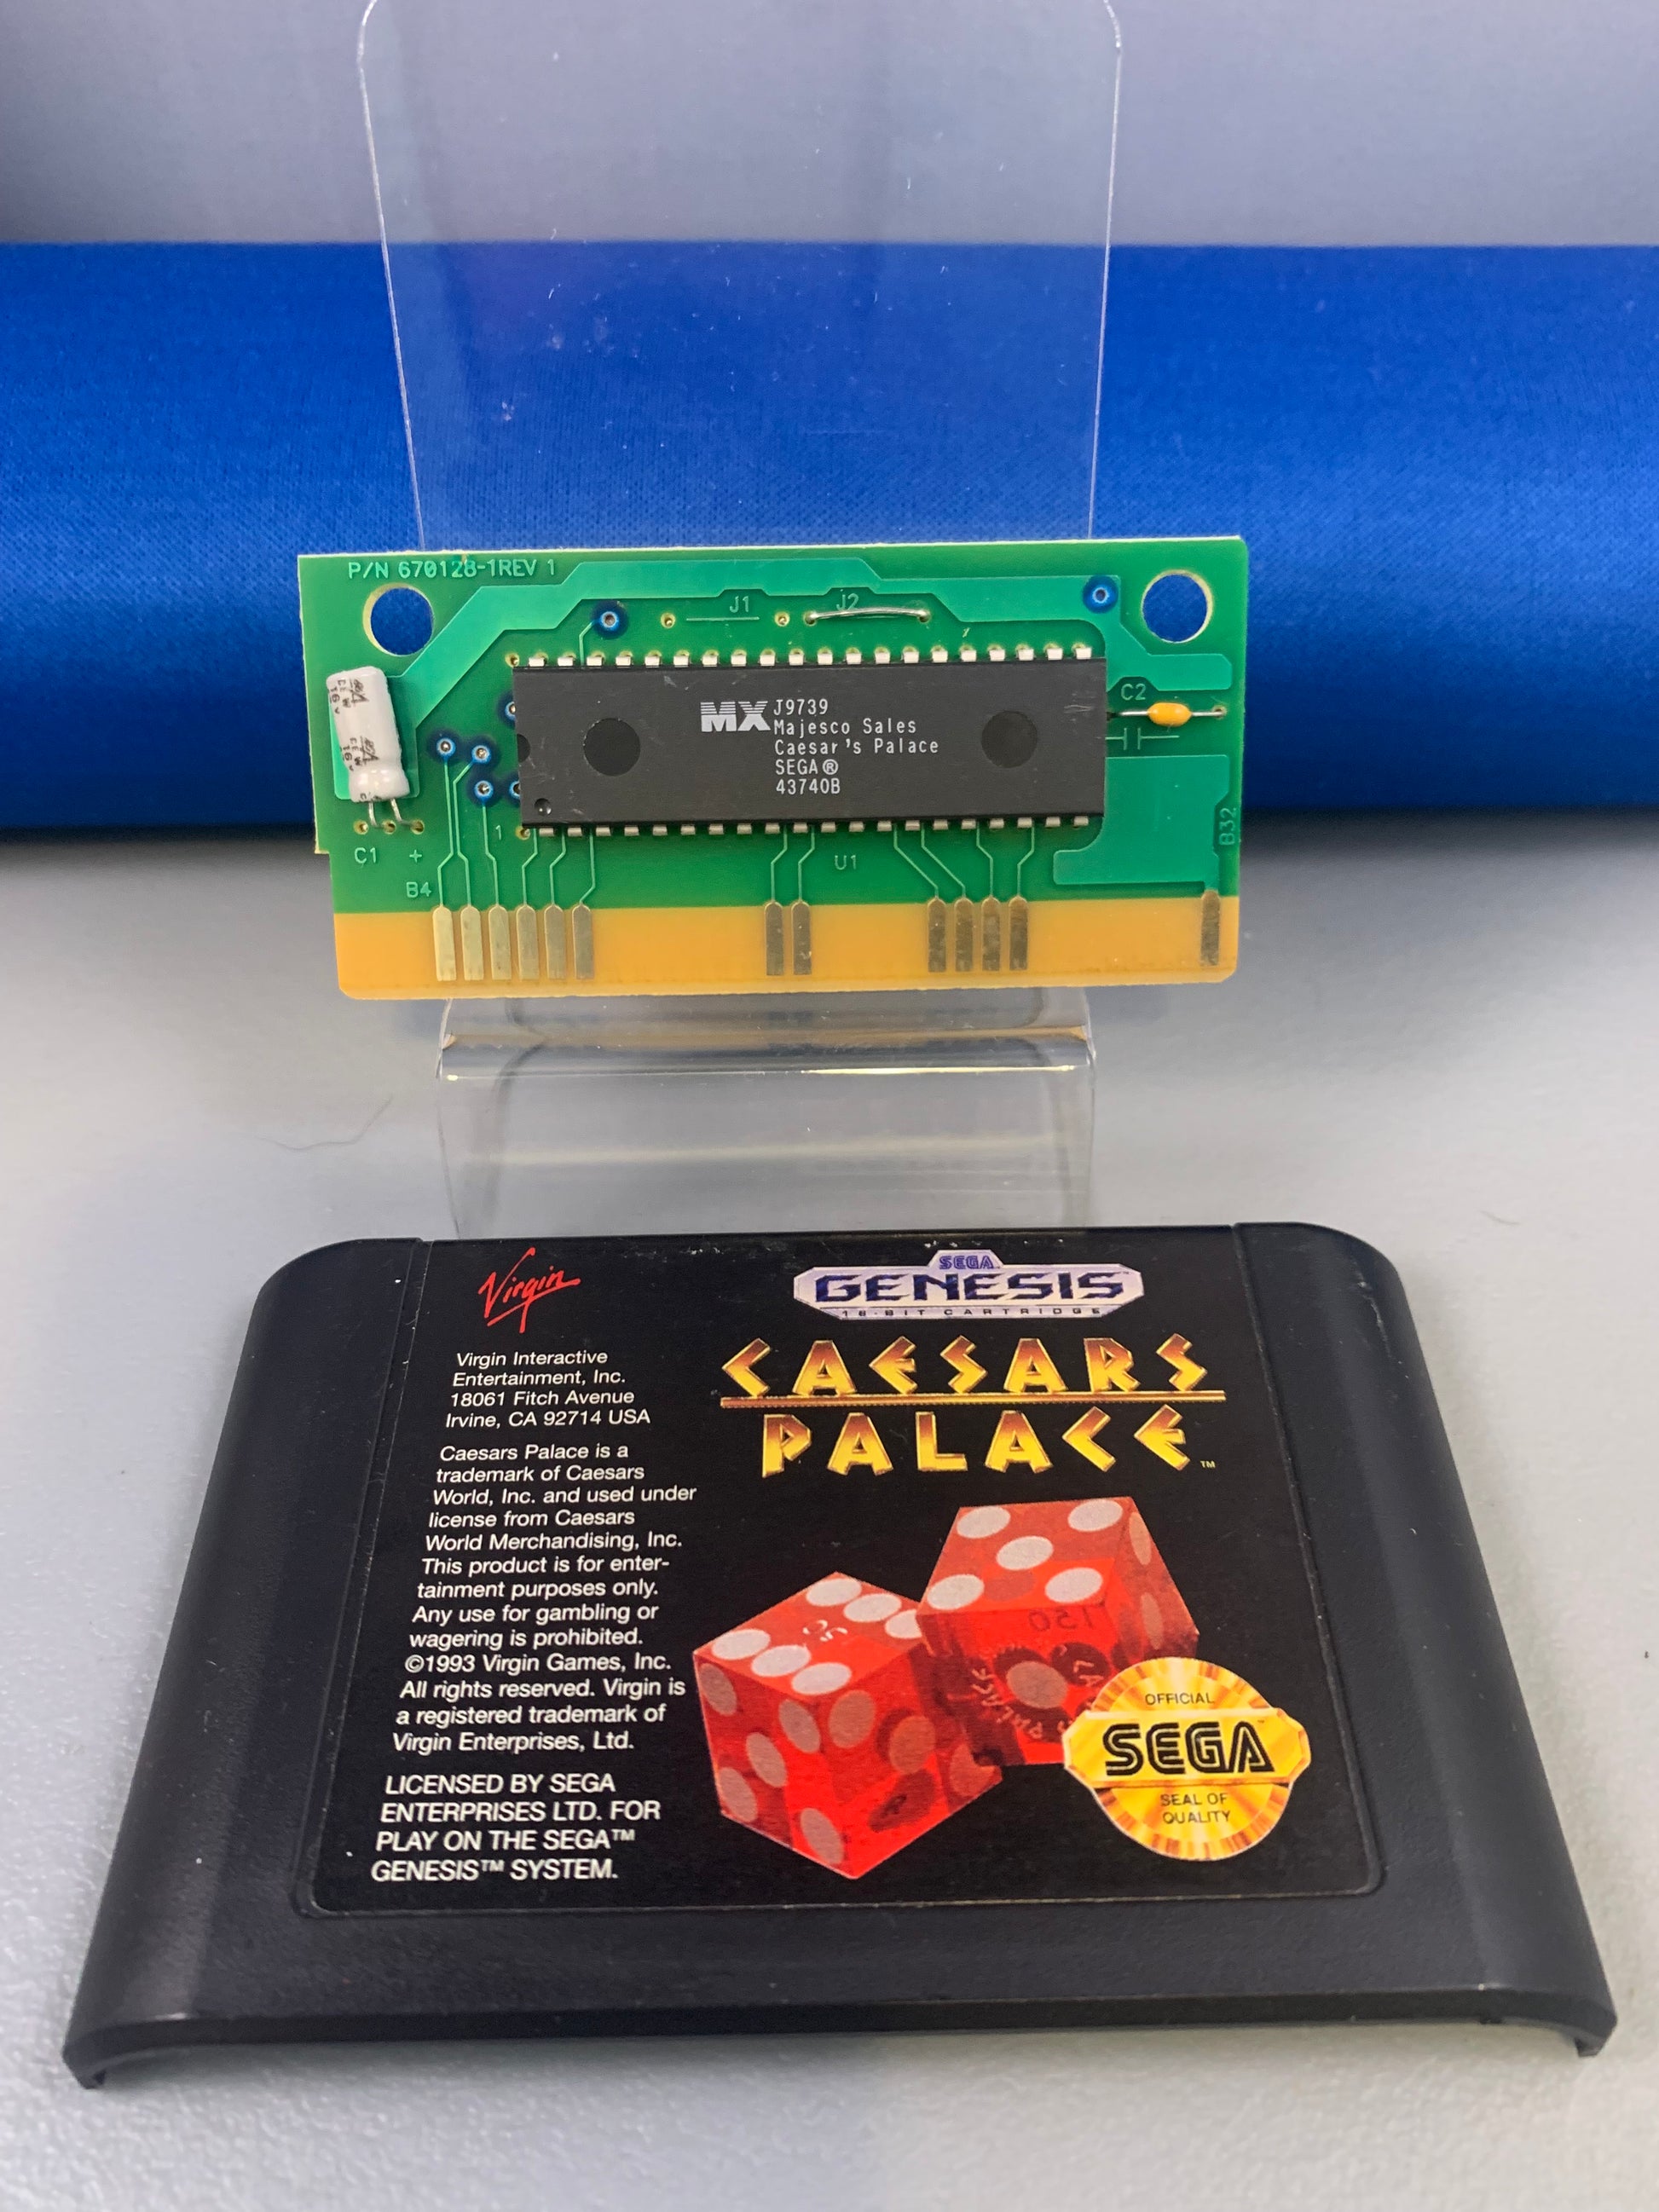 P/N 670128-1REV 1
J1
J2
C2
MX
J9739
Majesco Sales
Caesar's Palace
SEGA®
43740B
1
C1 +
U1
B4
B32
Virgin
SEGA
GENESIS
16-BIT CARTRIDGE
CAESARS
PALACE™
Virgin Interactive
Entertainment, Inc.
18061 Fitch Avenue
Irvine, CA 92714 USA
Caesars Palace is a
trademark of Caesars
World, Inc. and used under
license from Caesars
World Merchandising, Inc.
This product is for enter-
tainment purposes only.
Any use for gambling or
wagering is prohibited.
©1993 Virgin Games, Inc.
All rights reserved. Virgin is
a registered trademark of
Virgin Enterprises, Ltd.
LICENSED BY SEGA
ENTERPRISES LTD. FOR
PLAY ON THE SEGA™
GENESIS™ SYSTEM.
OFFICIAL
SEGA™
SEAL OF
QUALITY